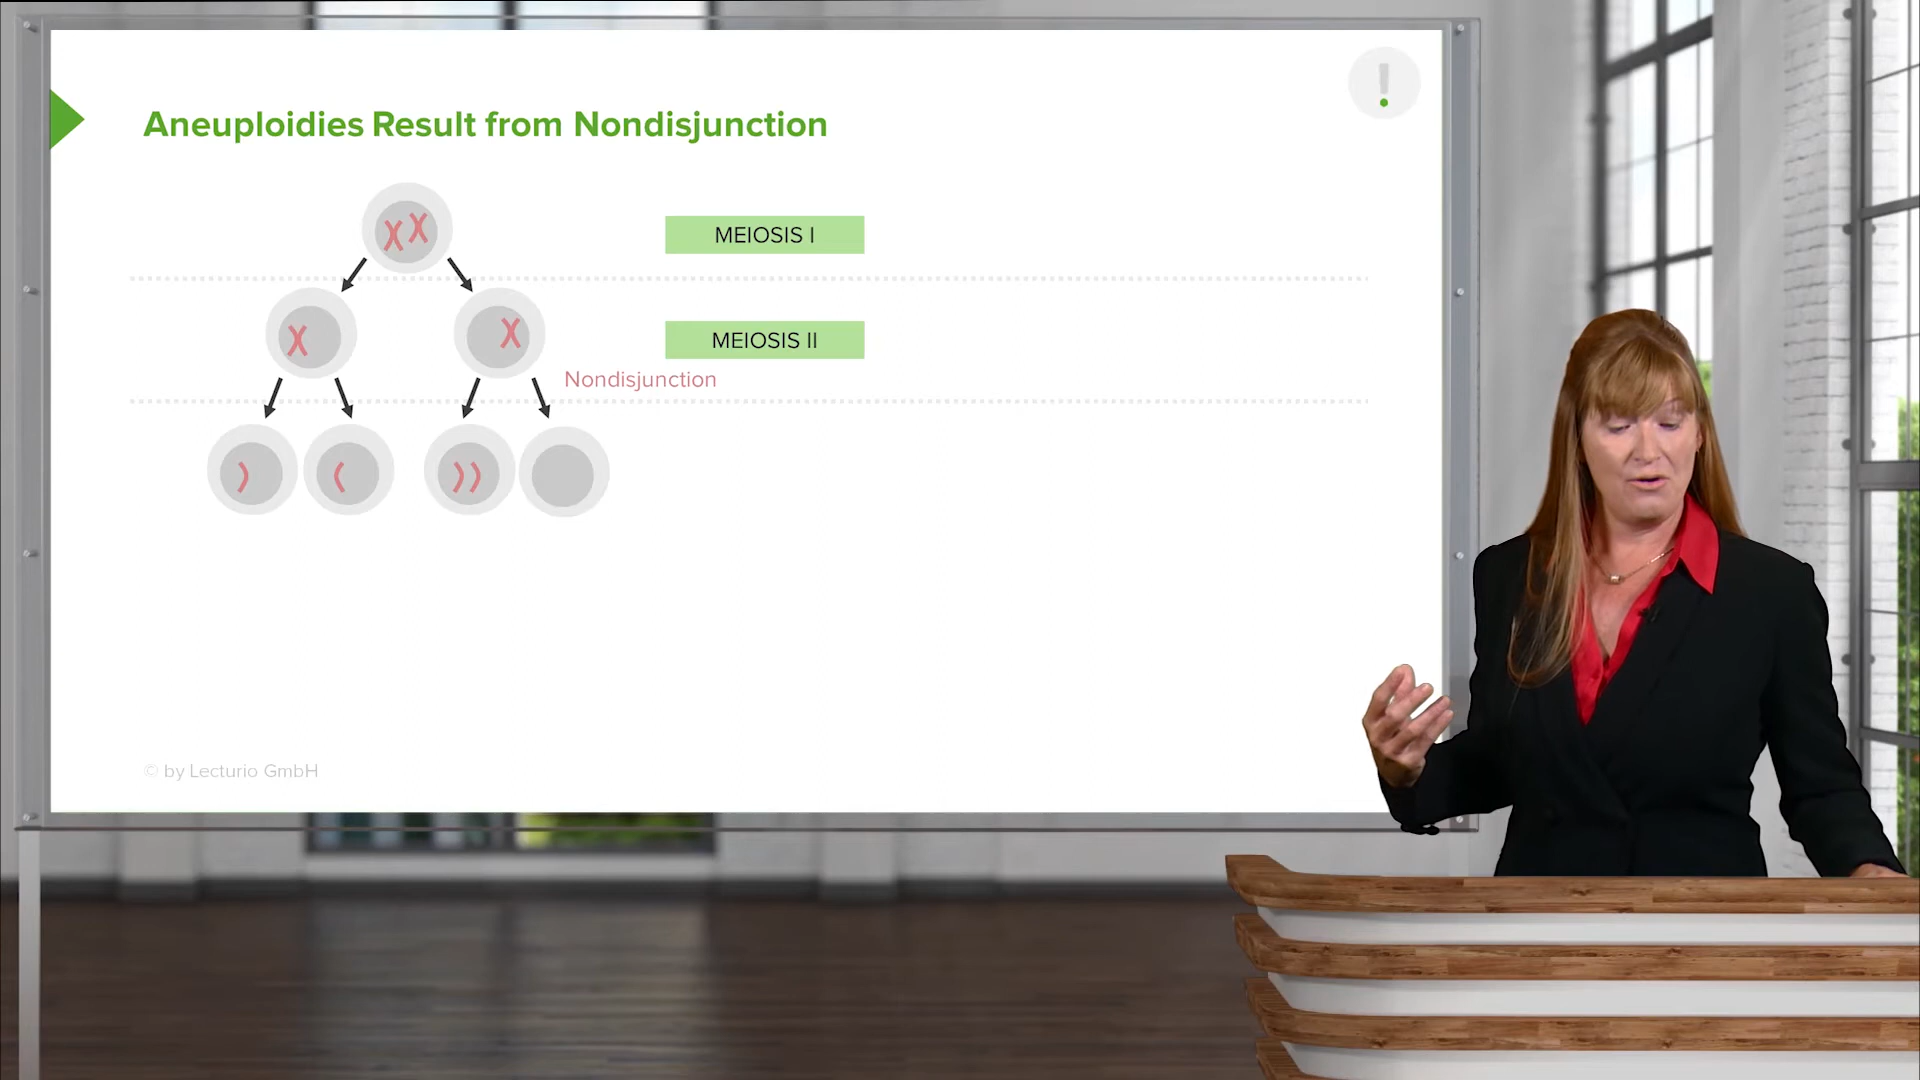 Aneuploidies Result from Nondisjunction
MEIOSIS I
MEIOSIS II
Nondisjunction
© by Lecturio GmbH